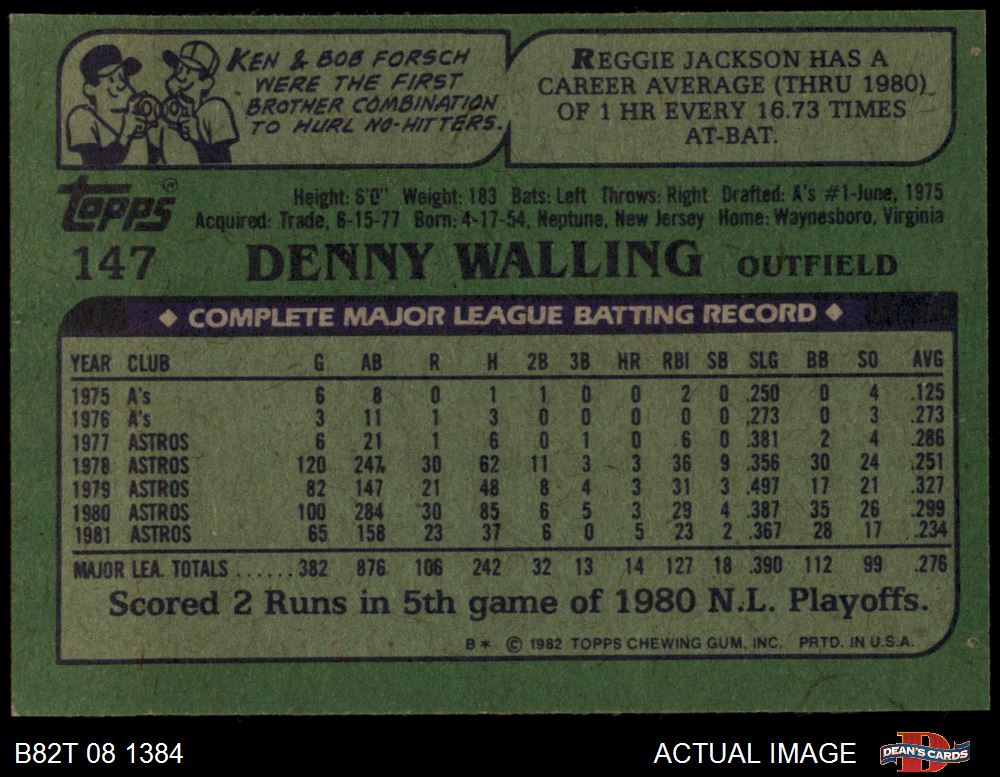 KEN & BOB FORSCH
WERE THE FIRST
BROTHER COMBINATION
TO HURL NO-HITTERS.
REGGIE JACKSON HAS A
CAREER AVERAGE (THRU 1980)
OF 1 HR EVERY 16.73 TIMES
AT-BAT.
Topps®
Height: 6'0" Weight: 183 Bats: Left Throws: Right Drafted: A's #1-June, 1975
Acquired: Trade, 6-15-77 Born: 4-17-54, Neptune, New Jersey Home: Waynesboro, Virginia
147 DENNY WALLING OUTFIELD
◆ COMPLETE MAJOR LEAGUE BATTING RECORD ◆
YEAR CLUB G AB R H 2B 3B HR RBI SB SLG BB SO AVG
1975 A's 6 8 0 1 1 0 0 2 0 .250 0 4 .125
1976 A's 3 11 1 3 0 0 0 0 0 .273 0 3 .273
1977 ASTROS 6 21 1 6 0 1 0 6 0 .381 2 4 .286
1978 ASTROS 120 247 30 62 11 3 3 36 9 .356 30 24 .251
1979 ASTROS 82 147 21 48 8 4 3 31 3 .497 17 21 .327
1980 ASTROS 100 284 30 85 6 5 3 29 4 .387 35 26 .299
1981 ASTROS 65 158 23 37 6 0 5 23 2 .367 28 17 .234
MAJOR LEA. TOTALS ......382 876 106 242 32 13 14 127 18 .390 112 99 .276
Scored 2 Runs in 5th game of 1980 N.L. Playoffs.
B* © 1982 TOPPS CHEWING GUM, INC. PRTD. IN U.S.A.
B82T 08 1384 ACTUAL IMAGE DEAN'S CARDS